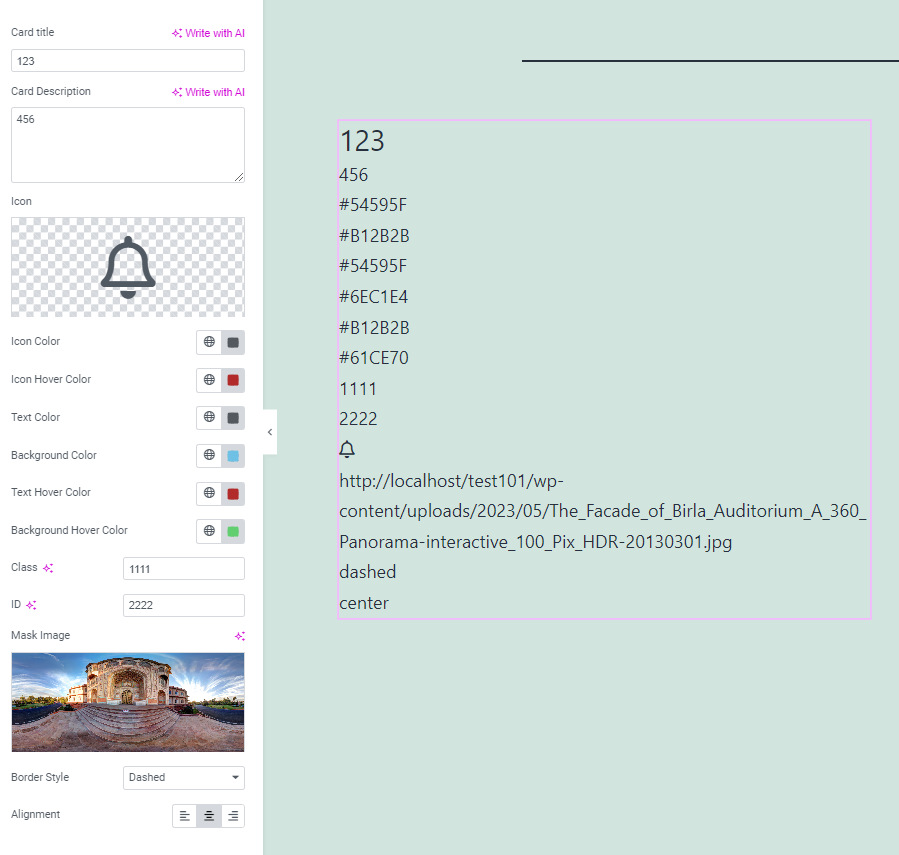 Card title
Write with AI
123
Card Description
Write with AI
456
Icon
Icon Color
Icon Hover Color
Text Color
Background Color
Text Hover Color
Background Hover Color
Class
1111
ID
2222
Mask Image
Border Style
Dashed
Alignment
123
456
#54595F
#B12B2B
#54595F
#6EC1E4
#B12B2B
#61CE70
1111
2222
http://localhost/test101/wp-
content/uploads/2023/05/The_Facade_of_Birla_Auditorium_A_360_
Panorama-interactive_100_Pix_HDR-20130301.jpg
dashed
center